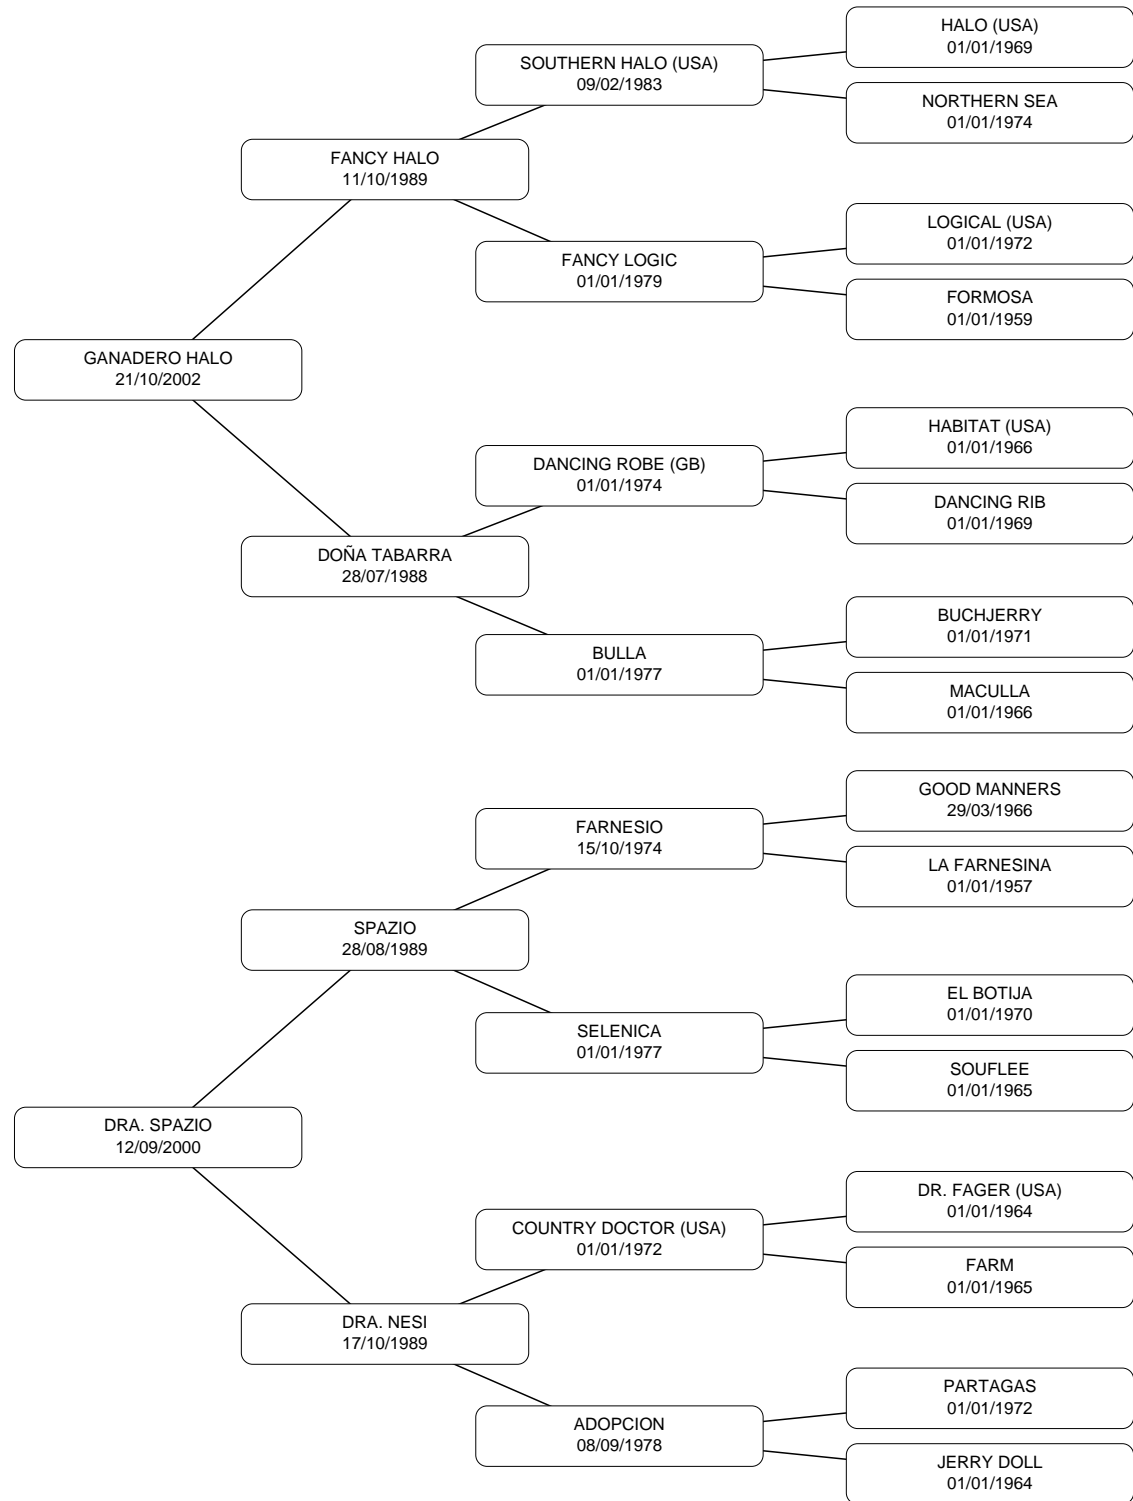 HALO (USA)
01/01/1969
SOUTHERN HALO (USA)
09/02/1983
NORTHERN SEA
01/01/1974
FANCY HALO
11/10/1989
LOGICAL (USA)
01/01/1972
FANCY LOGIC
01/01/1979
FORMOSA
01/01/1959
GANADERO HALO
21/10/2002
HABITAT (USA)
01/01/1966
DANCING ROBE (GB)
01/01/1974
DANCING RIB
01/01/1969
DOÑA TABARRA
28/07/1988
BUCHJERRY
01/01/1971
BULLA
01/01/1977
MACULLA
01/01/1966
GOOD MANNERS
29/03/1966
FARNESIO
15/10/1974
LA FARNESINA
01/01/1957
SPAZIO
28/08/1989
EL BOTIJA
01/01/1970
SELENICA
01/01/1977
SOUFLEE
01/01/1965
DRA. SPAZIO
12/09/2000
DR. FAGER (USA)
01/01/1964
COUNTRY DOCTOR (USA)
01/01/1972
FARM
01/01/1965
DRA. NESI
17/10/1989
PARTAGAS
01/01/1972
ADOPCION
08/09/1978
JERRY DOLL
01/01/1964